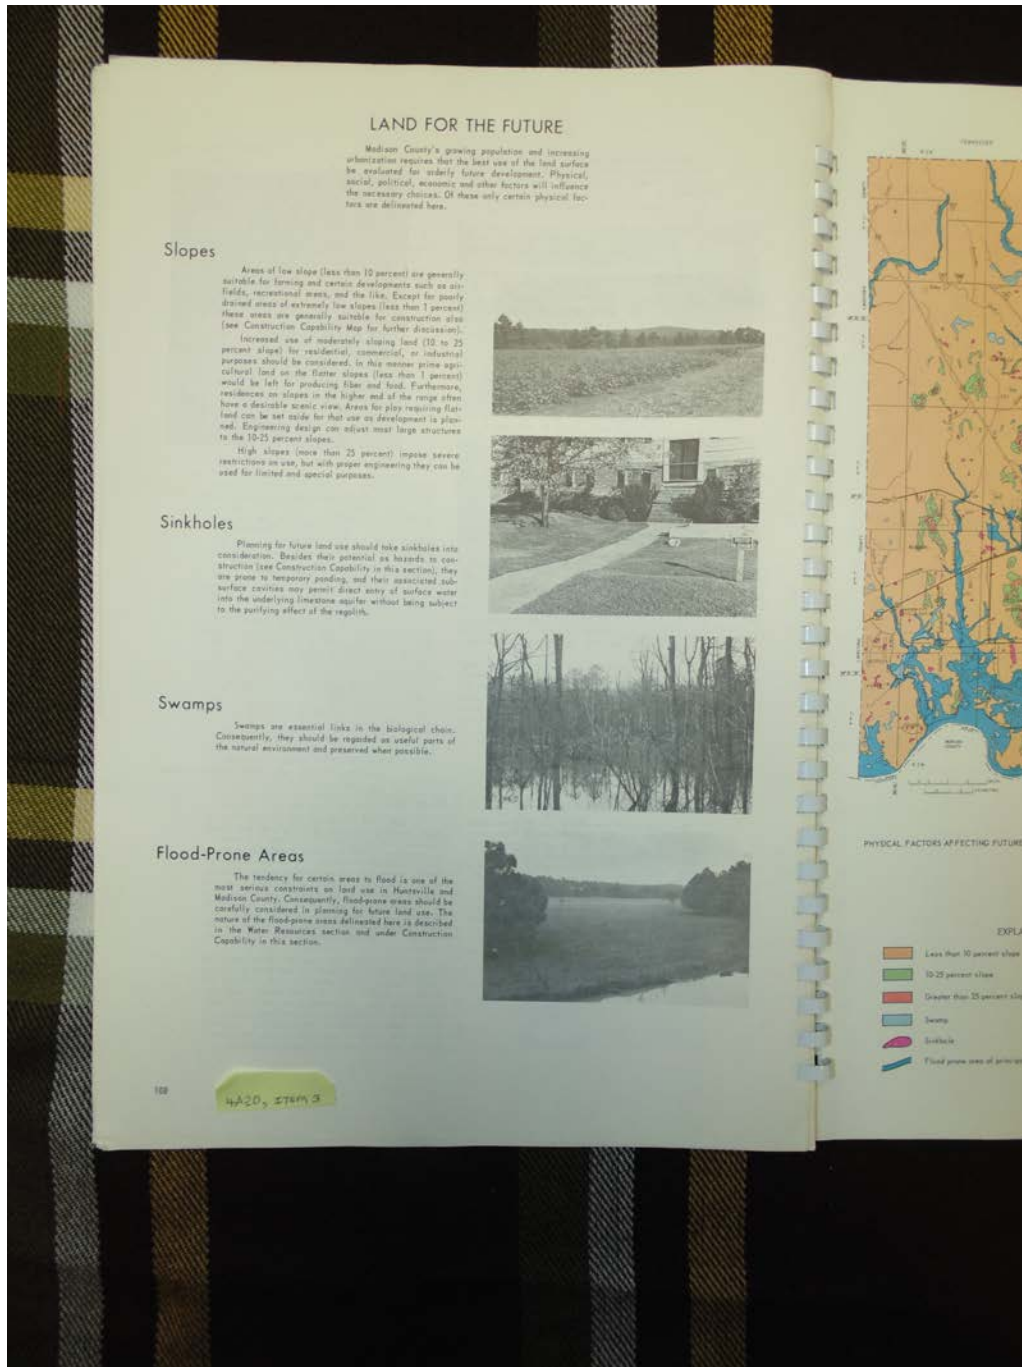 LAND FOR THE FUTURE
Madison County's growing population and increasing
urbanization requires that the best use of the land surface
be evaluated for orderly future development. Physical,
social, political, economic and other factors will influence
the necessary choices. Of these only certain physical fac-
tors are delineated here.
Slopes
Areas of low slope (less than 10 percent) are generally
suitable for farming and certain developments such as air-
fields, recreational areas, and the like. Except for poorly
drained areas of extremely low slopes (less than 1 percent)
these areas are generally suitable for construction also
(see Construction Capability Map for further discussion).
Increased use of moderately sloping land (10 to 25
percent slope) for residential, commercial, or industrial
purposes should be considered. In this manner prime agri-
cultural land on the flatter slopes (less than 1 percent)
would be left for producing fiber and food. Furthermore,
residences on slopes in the higher end of the range often
have a desirable scenic view. Areas for play requiring flat-
land can be set aside for that use as development is plan-
ned. Engineering design can adjust most large structures
to the 10-25 percent slopes.
High slopes (more than 25 percent) impose severe
restrictions on use, but with proper engineering they can be
used for limited and special purposes.
Sinkholes
Planning for future land use should take sinkholes into
consideration. Besides their potential as hazards to con-
struction (see Construction Capability in this section), they
are prone to temporary ponding, and their associated sub-
surface cavities may permit direct entry of surface water
into the underlying limestone aquifer without being subject
to the purifying effect of the regolith.
Swamps
Swamps are essential links in the biological chain.
Consequently, they should be regarded as useful parts of
the natural environment and preserved when possible.
Flood-Prone Areas
The tendency for certain areas to flood is one of the
most serious constraints on land use in Huntsville and
Madison County. Consequently, flood-prone areas should be
carefully considered in planning for future land use. The
nature of the flood-prone areas delineated here is described
in the Water Resources section and under Construction
Capability in this section.
108
4A20, ITEM 3
TENNESSEE
PHYSICAL FACTORS AFFECTING FUTURE
EXPLA
Less than 10 percent slope
10-25 percent slope
Greater than 25 percent slo
Swamp
Sinkhole
Flood prone area of princip